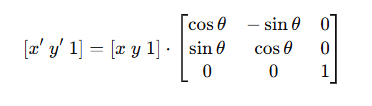 [x′ y′ 1] = [x y 1] · [cos θ − sin θ 0
sin θ cos θ 0
0 0 1]